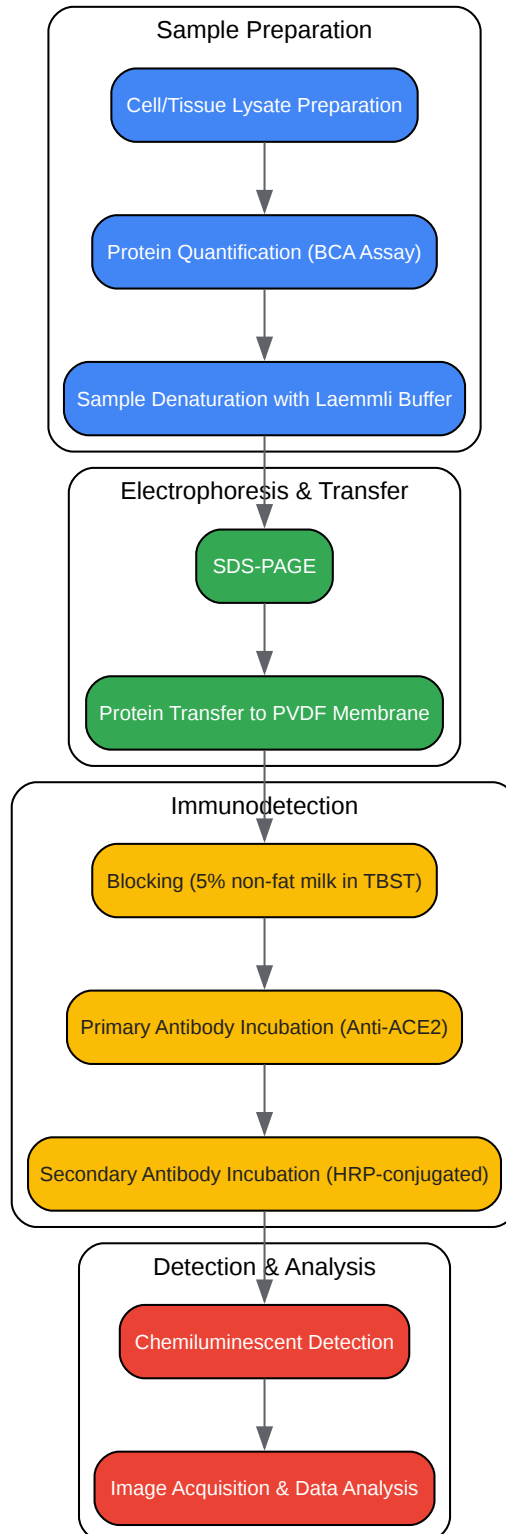 Sample Preparation
Cell/Tissue Lysate Preparation
Protein Quantification (BCA Assay)
Sample Denaturation with Laemmli Buffer
Electrophoresis & Transfer
SDS-PAGE
Protein Transfer to PVDF Membrane
Immunodetection
Blocking (5% non-fat milk in TBST)
Primary Antibody Incubation (Anti-ACE2)
Secondary Antibody Incubation (HRP-conjugated)
Detection & Analysis
Chemiluminescent Detection
Image Acquisition & Data Analysis